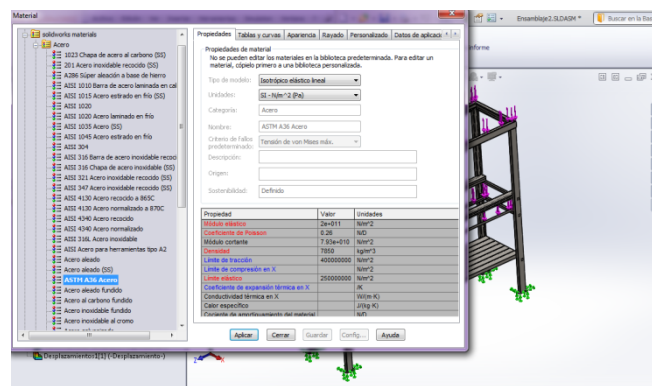 Material
Ensamblaje2.SLDASM *
Buscar en la Bas
solidworks materials
Acero
1023 Chapa de acero al carbono (SS)
201 Acero inoxidable recocido (SS)
A286 Súper aleación a base de hierro
AISI 1010 Barra de acero laminada en cal
AISI 1015 Acero estirado en frío (SS)
AISI 1020
AISI 1020 Acero laminado en frío
AISI 1035 Acero (SS)
AISI 1045 Acero estirado en frío
AISI 304
AISI 316 Barra de acero inoxidable recoci
AISI 316 Chapa de acero inoxidable (SS)
AISI 321 Acero inoxidable recocido (SS)
AISI 347 Acero inoxidable recocido (SS)
AISI 4130 Acero recocido a 865C
AISI 4130 Acero normalizado a 870C
AISI 4340 Acero recocido
AISI 4340 Acero normalizado
AISI 316L Acero inoxidable
AISI Acero para herramientas tipo A2
Acero aleado
Acero aleado (SS)
ASTM A36 Acero
Acero aleado fundido
Acero al carbono fundido
Acero inoxidable fundido
Acero inoxidable al cromo
Propiedades Tablas y curvas Apariencia Rayado Personalizado Datos de aplicaci
Propiedades de material
No se pueden editar los materiales en la biblioteca predeterminada. Para editar un
material, cópielo primero a una biblioteca personalizada.
Tipo de modelo: Isotrópico elástico lineal
Unidades: SI - N/m^2 (Pa)
Categoría: Acero
Nombre: ASTM A36 Acero
Criterio de fallos
predeterminado: Tensión de von Mises máx.
Descripción:
Origen:
Sostenibilidad: Definido
Propiedad Valor Unidades
Módulo elástico 2e+011 N/m^2
Coeficiente de Poisson 0.26 N/D
Módulo cortante 7.93e+010 N/m^2
Densidad 7850 kg/m^3
Límite de tracción 400000000 N/m^2
Límite de compresión en X N/m^2
Límite elástico 250000000 N/m^2
Coeficiente de expansión térmica en X /K
Conductividad térmica en X W/(m·K)
Calor específico J/(kg·K)
Cociente de amortiguamiento del material N/D
Aplicar Cerrar Guardar Config... Ayuda
Desplazamiento1(1) (-Desplazamiento-)